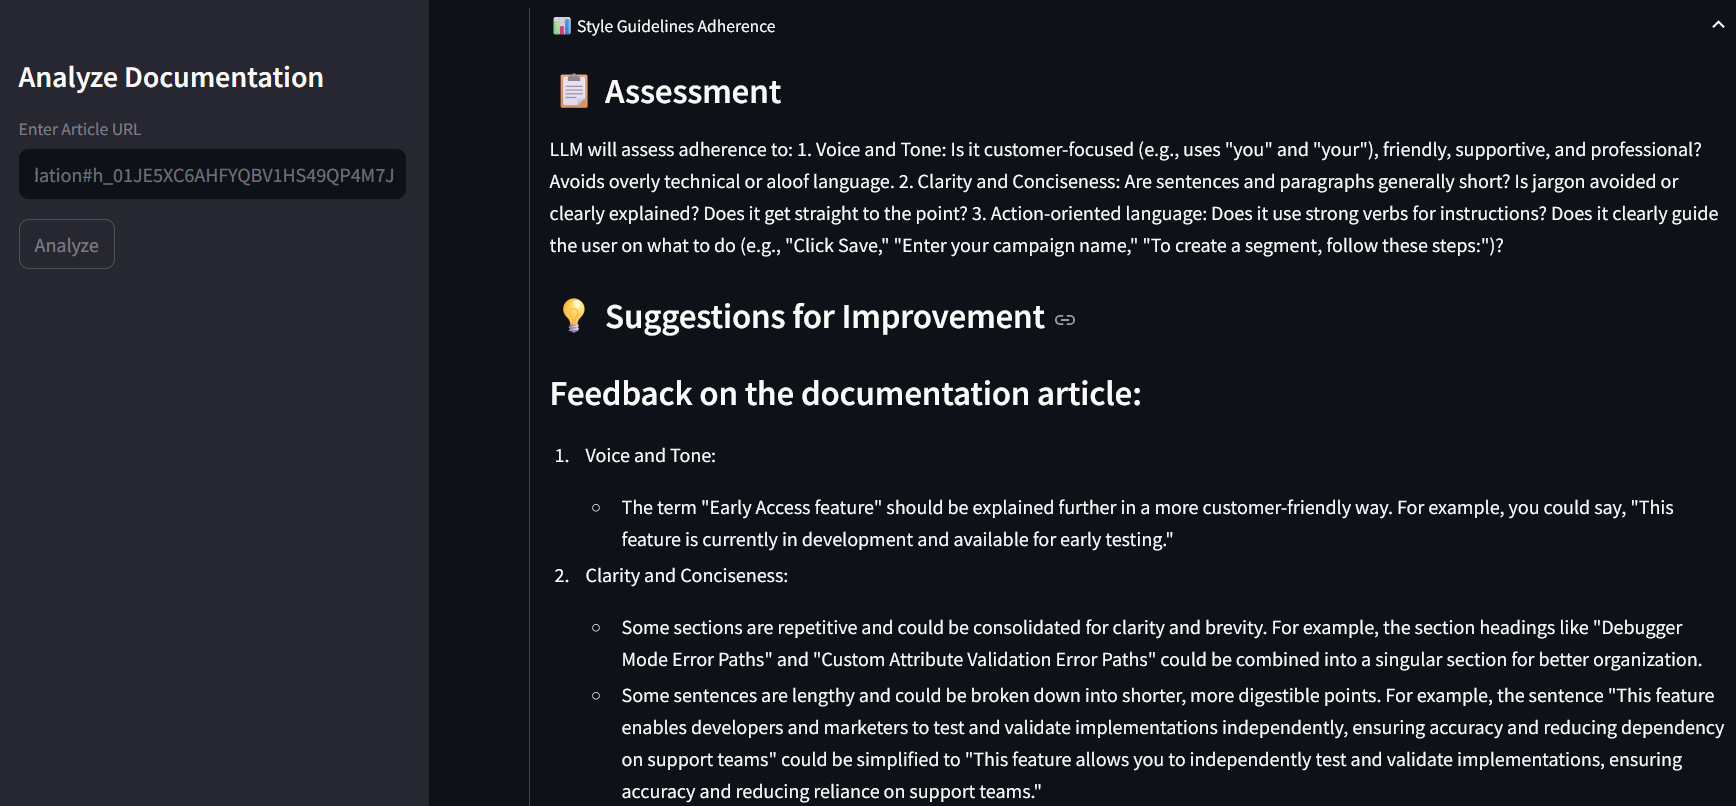 Analyze Documentation
Enter Article URL
lation#h_01JE5XC6AHFYQBV1HS49QP4M7J
Analyze
Style Guidelines Adherence
Assessment
LLM will assess adherence to: 1. Voice and Tone: Is it customer-focused (e.g., uses "you" and "your"), friendly, supportive, and professional?
Avoids overly technical or aloof language. 2. Clarity and Conciseness: Are sentences and paragraphs generally short? Is jargon avoided or
clearly explained? Does it get straight to the point? 3. Action-oriented language: Does it use strong verbs for instructions? Does it clearly guide
the user on what to do (e.g., "Click Save," "Enter your campaign name," "To create a segment, follow these steps:")?
Suggestions for Improvement
Feedback on the documentation article:
1. Voice and Tone:
○ The term "Early Access feature" should be explained further in a more customer-friendly way. For example, you could say, "This
feature is currently in development and available for early testing."
2. Clarity and Conciseness:
○ Some sections are repetitive and could be consolidated for clarity and brevity. For example, the section headings like "Debugger
Mode Error Paths" and "Custom Attribute Validation Error Paths" could be combined into a singular section for better organization.
○ Some sentences are lengthy and could be broken down into shorter, more digestible points. For example, the sentence "This feature
enables developers and marketers to test and validate implementations independently, ensuring accuracy and reducing dependency
on support teams" could be simplified to "This feature allows you to independently test and validate implementations, ensuring
accuracy and reducing reliance on support teams."